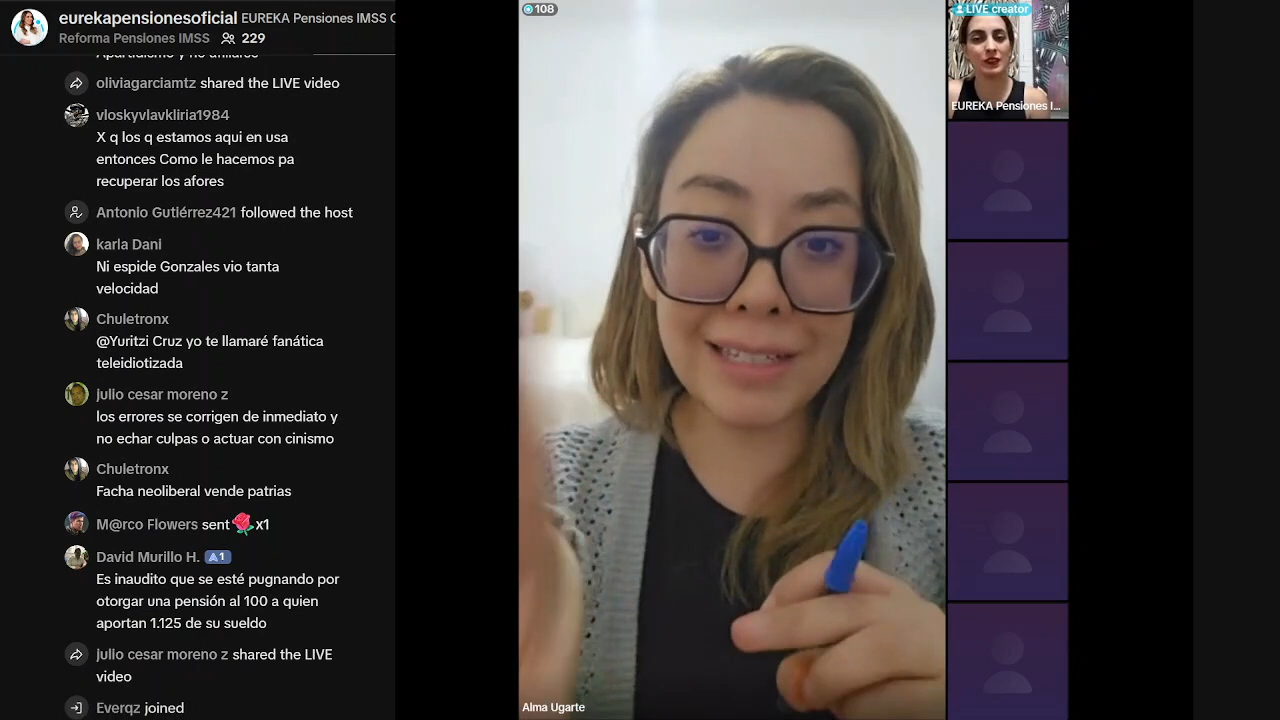 eurekapensionesoficial EUREKA Pensiones IMSS
Reforma Pensiones IMSS 229
oliviagarciamtz shared the LIVE video
vloskyvlavkliria1984
X q los q estamos aqui en usa
entonces Como le hacemos pa
recuperar los afores
Antonio Gutiérrez421 followed the host
karla Dani
Ni espide Gonzales vio tanta
velocidad
Chuletronx
@Yuritzi Cruz yo te llamaré fanática
teleidiotizada
julio cesar moreno z
los errores se corrigen de inmediato y
no echar culpas o actuar con cinismo
Chuletronx
Facha neoliberal vende patrias
M@rco Flowers sent x1
David Murillo H. 1
Es inaudito que se esté pugnando por
otorgar una pensión al 100 a quien
aportan 1.125 de su sueldo
julio cesar moreno z shared the LIVE
video
Everqz joined
108
Alma Ugarte
LIVE creator
EUREKA Pensiones I...